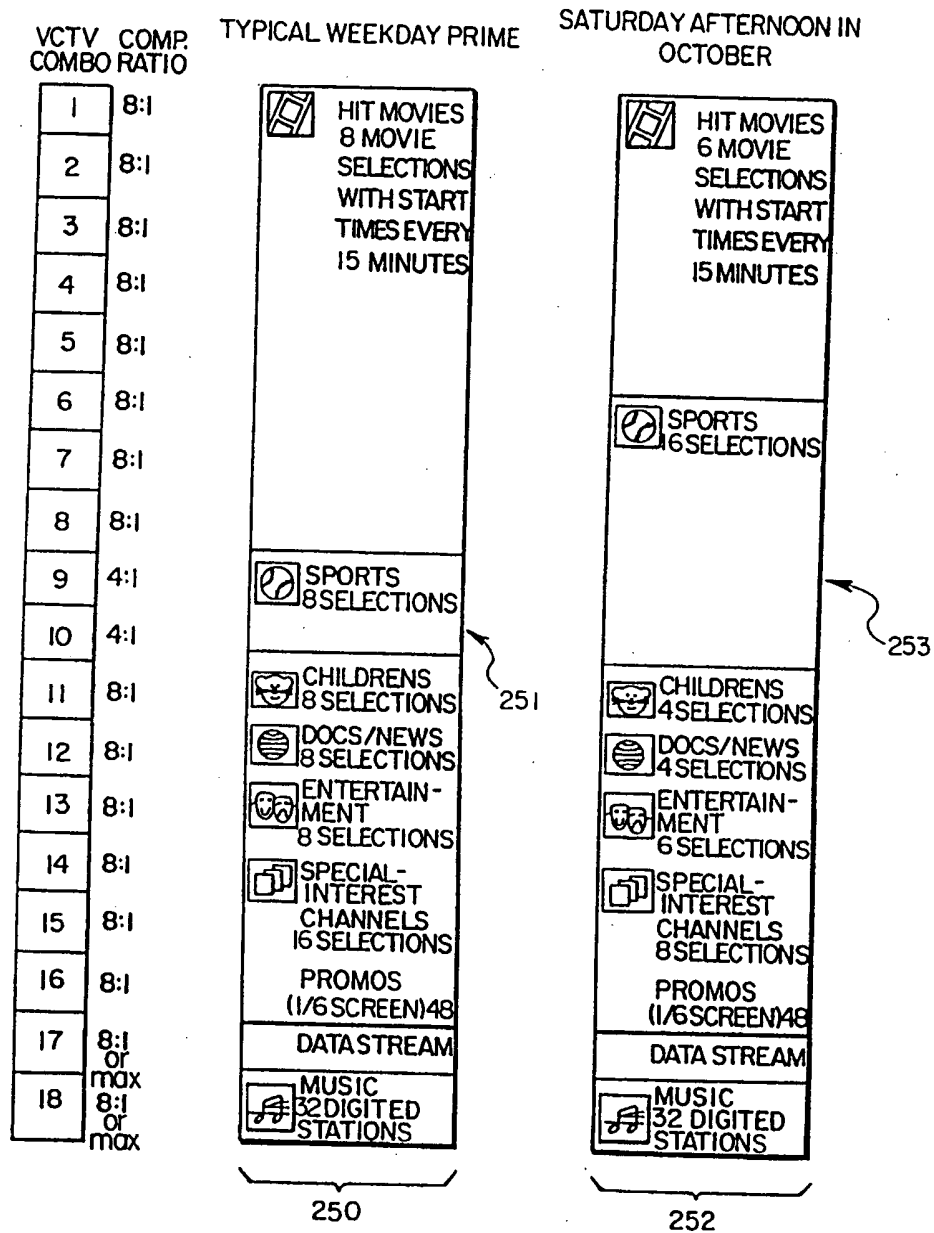 VCTV COMBO
COMP. RATIO
1 8:1
2 8:1
3 8:1
4 8:1
5 8:1
6 8:1
7 8:1
8 8:1
9 4:1
10 4:1
11 8:1
12 8:1
13 8:1
14 8:1
15 8:1
16 8:1
17 8:1
or
max
18 8:1
or
max
TYPICAL WEEKDAY PRIME
HIT MOVIES
8 MOVIE
SELECTIONS
WITH START
TIMES EVERY
15 MINUTES
SPORTS
8 SELECTIONS
251
CHILDRENS
8 SELECTIONS
DOCS/NEWS
8 SELECTIONS
ENTERTAIN-
MENT
8 SELECTIONS
SPECIAL-
INTEREST
CHANNELS
16 SELECTIONS
PROMOS
(1/6 SCREEN) 48
DATA STREAM
MUSIC
32 DIGITED
STATIONS
250
SATURDAY AFTERNOON IN
OCTOBER
HIT MOVIES
6 MOVIE
SELECTIONS
WITH START
TIMES EVERY
15 MINUTES
SPORTS
16 SELECTIONS
253
CHILDRENS
4 SELECTIONS
DOCS/NEWS
4 SELECTIONS
ENTERTAIN-
MENT
6 SELECTIONS
SPECIAL-
INTEREST
CHANNELS
8 SELECTIONS
PROMOS
(1/6 SCREEN) 48
DATA STREAM
MUSIC
32 DIGITED
STATIONS
252